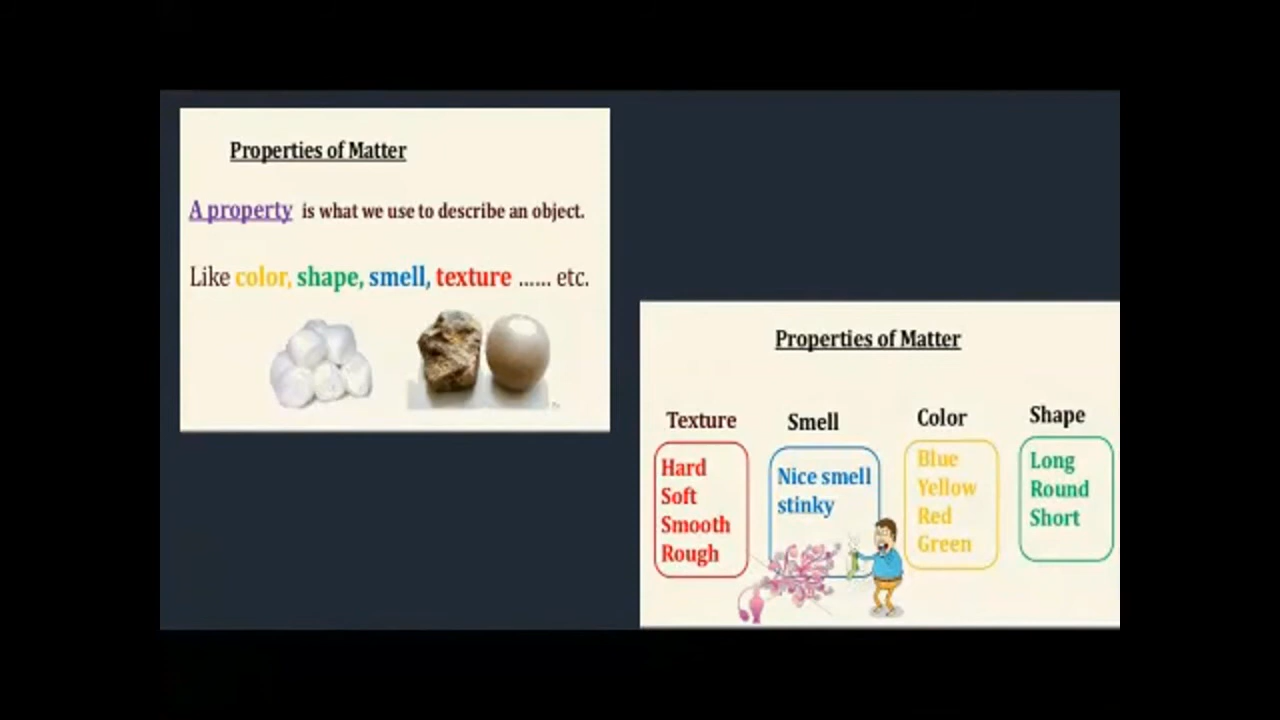 Properties of Matter
A property is what we use to describe an object.
Like color, shape, smell, texture ...... etc.
Properties of Matter
Texture
Hard
Soft
Smooth
Rough
Smell
Nice smell
stinky
Color
Blue
Yellow
Red
Green
Shape
Long
Round
Short